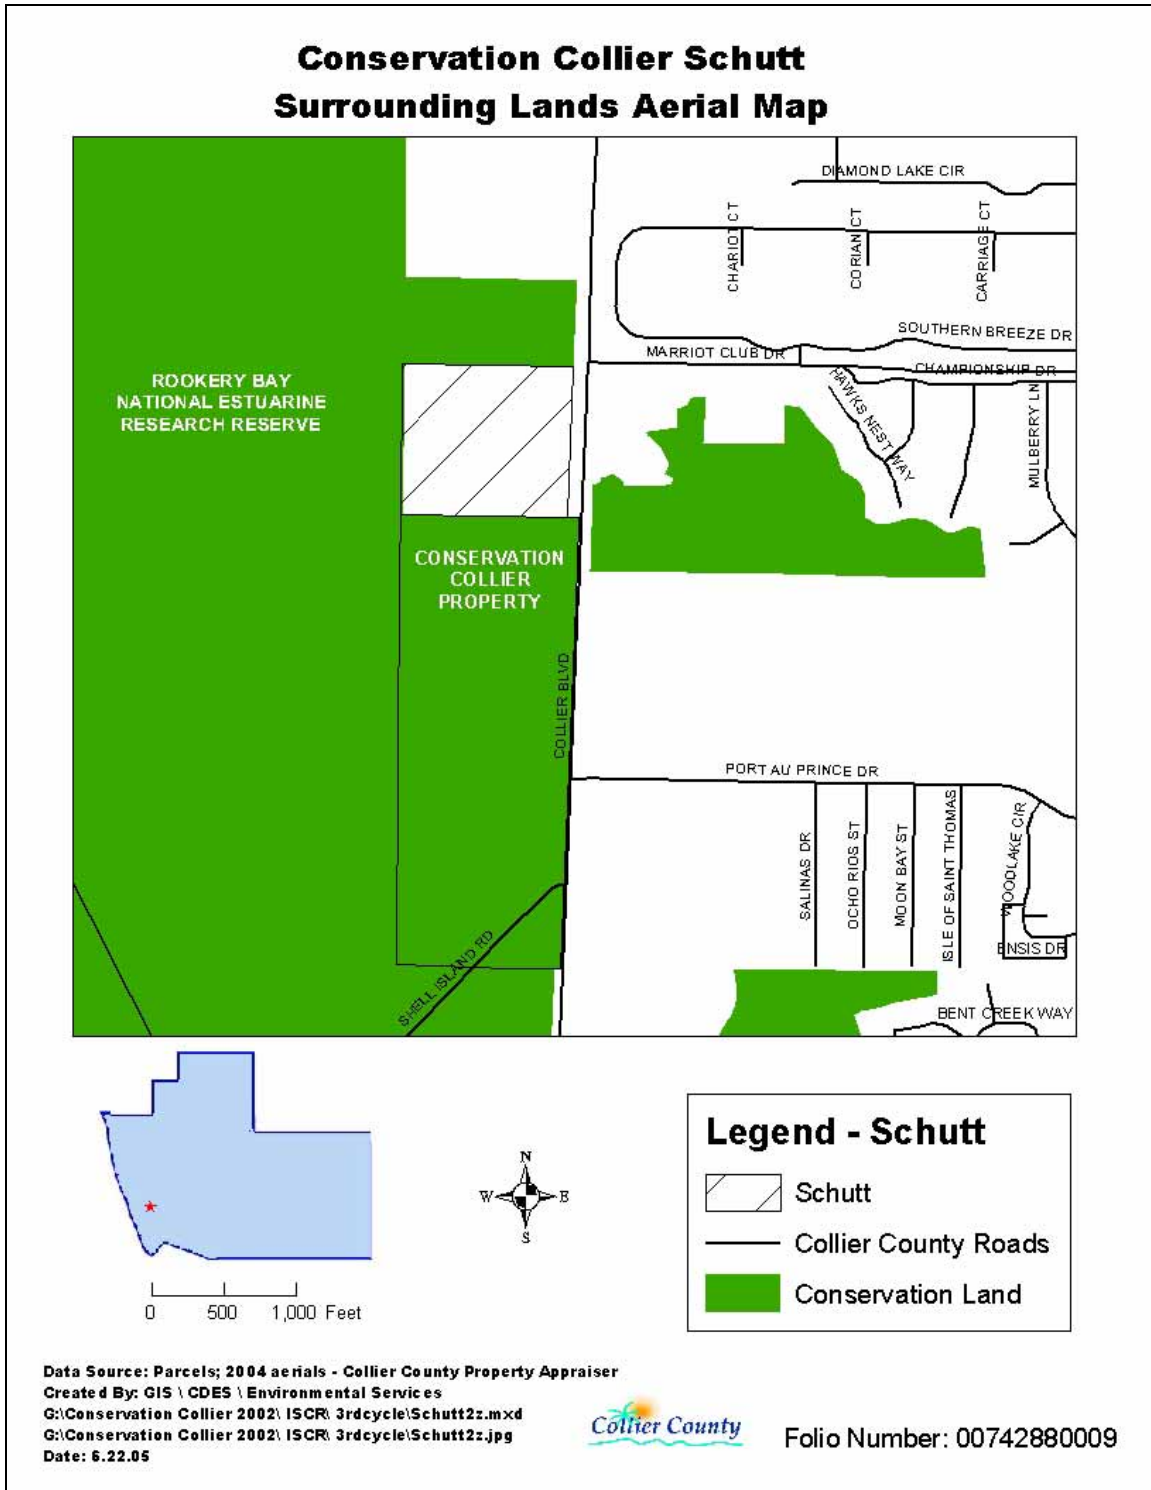 Conservation Collier Schutt
Surrounding Lands Aerial Map
DIAMOND LAKE CIR
CHARIOT CT
CORIAN CT
CARRIAGE CT
SOUTHERN BREEZE DR
MARRIOT CLUB DR
CHAMPIONSHIP DR
HAWKS NEST WAY
MULBERRY LN
ROOKERY BAY
NATIONAL ESTUARINE
RESEARCH RESERVE
CONSERVATION
COLLIER
PROPERTY
COLLIER BLVD
PORT AU PRINCE DR
SALINAS DR
OCHO RIOS ST
MOON BAY ST
ISLE OF SAINT THOMAS
WOODLAKE CIR
ENSIS DR
SHELL ISLAND RD
BENT CREEK WAY
N
W E
S
0 500 1,000 Feet
Legend - Schutt
Schutt
Collier County Roads
Conservation Land
Data Source: Parcels; 2004 aerials - Collier County Property Appraiser
Created By: GIS \ CDES \ Environmental Services
G:\Conservation Collier 2002\ ISCR\ 3rdcycle\Schutt2z.mxd
G:\Conservation Collier 2002\ ISCR\ 3rdcycle\Schutt2z.jpg
Date: 6.22.05
Collier County
Folio Number: 00742880009